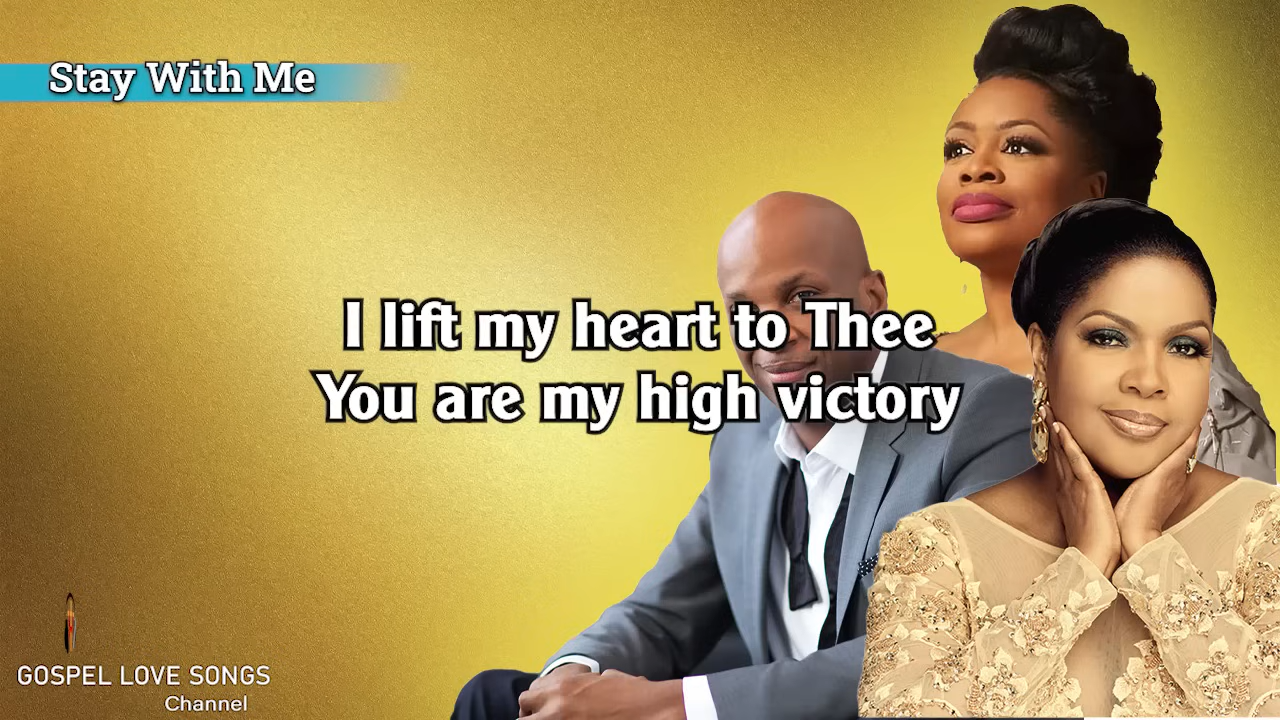 Stay With Me
I lift my heart to Thee
You are my high victory
GOSPEL LOVE SONGS
Channel